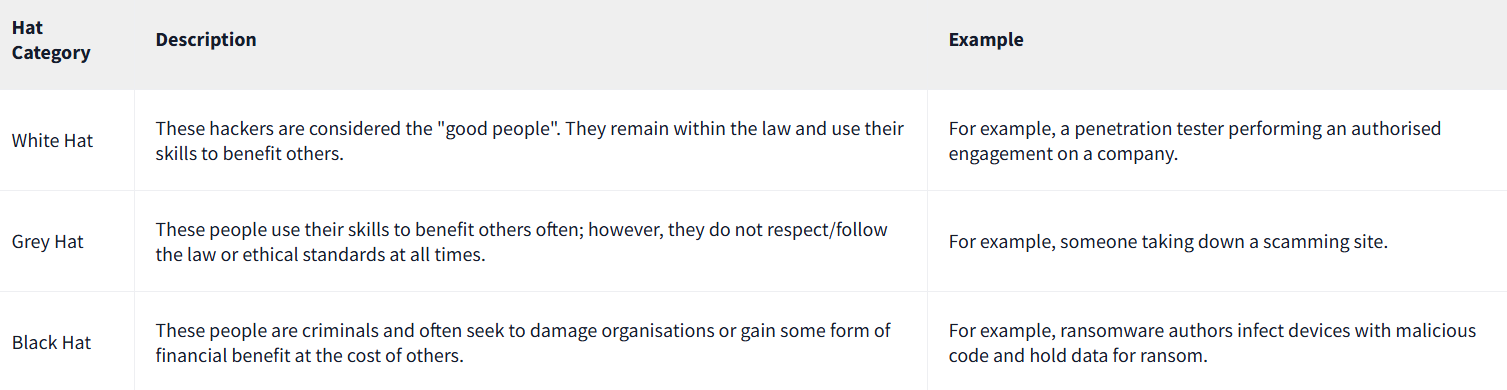 Hat
Category
Description
Example
White Hat
These hackers are considered the "good people". They remain within the law and use their
skills to benefit others.
For example, a penetration tester performing an authorised
engagement on a company.
Grey Hat
These people use their skills to benefit others often; however, they do not respect/follow
the law or ethical standards at all times.
For example, someone taking down a scamming site.
Black Hat
These people are criminals and often seek to damage organisations or gain some form of
financial benefit at the cost of others.
For example, ransomware authors infect devices with malicious
code and hold data for ransom.